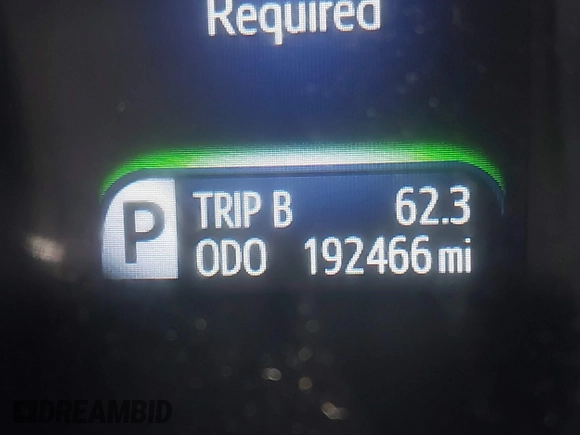 Required
TRIP B 62.3
P
ODO 192466 mi
DREAMBID